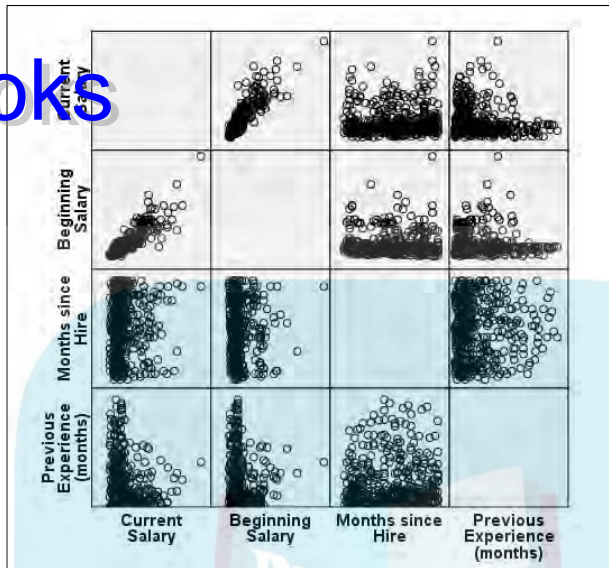 oks
Current
Salary
Beginning
Salary
Months since
Hire
Previous
Experience
(months)
Current
Salary
Beginning
Salary
Months since
Hire
Previous
Experience
(months)